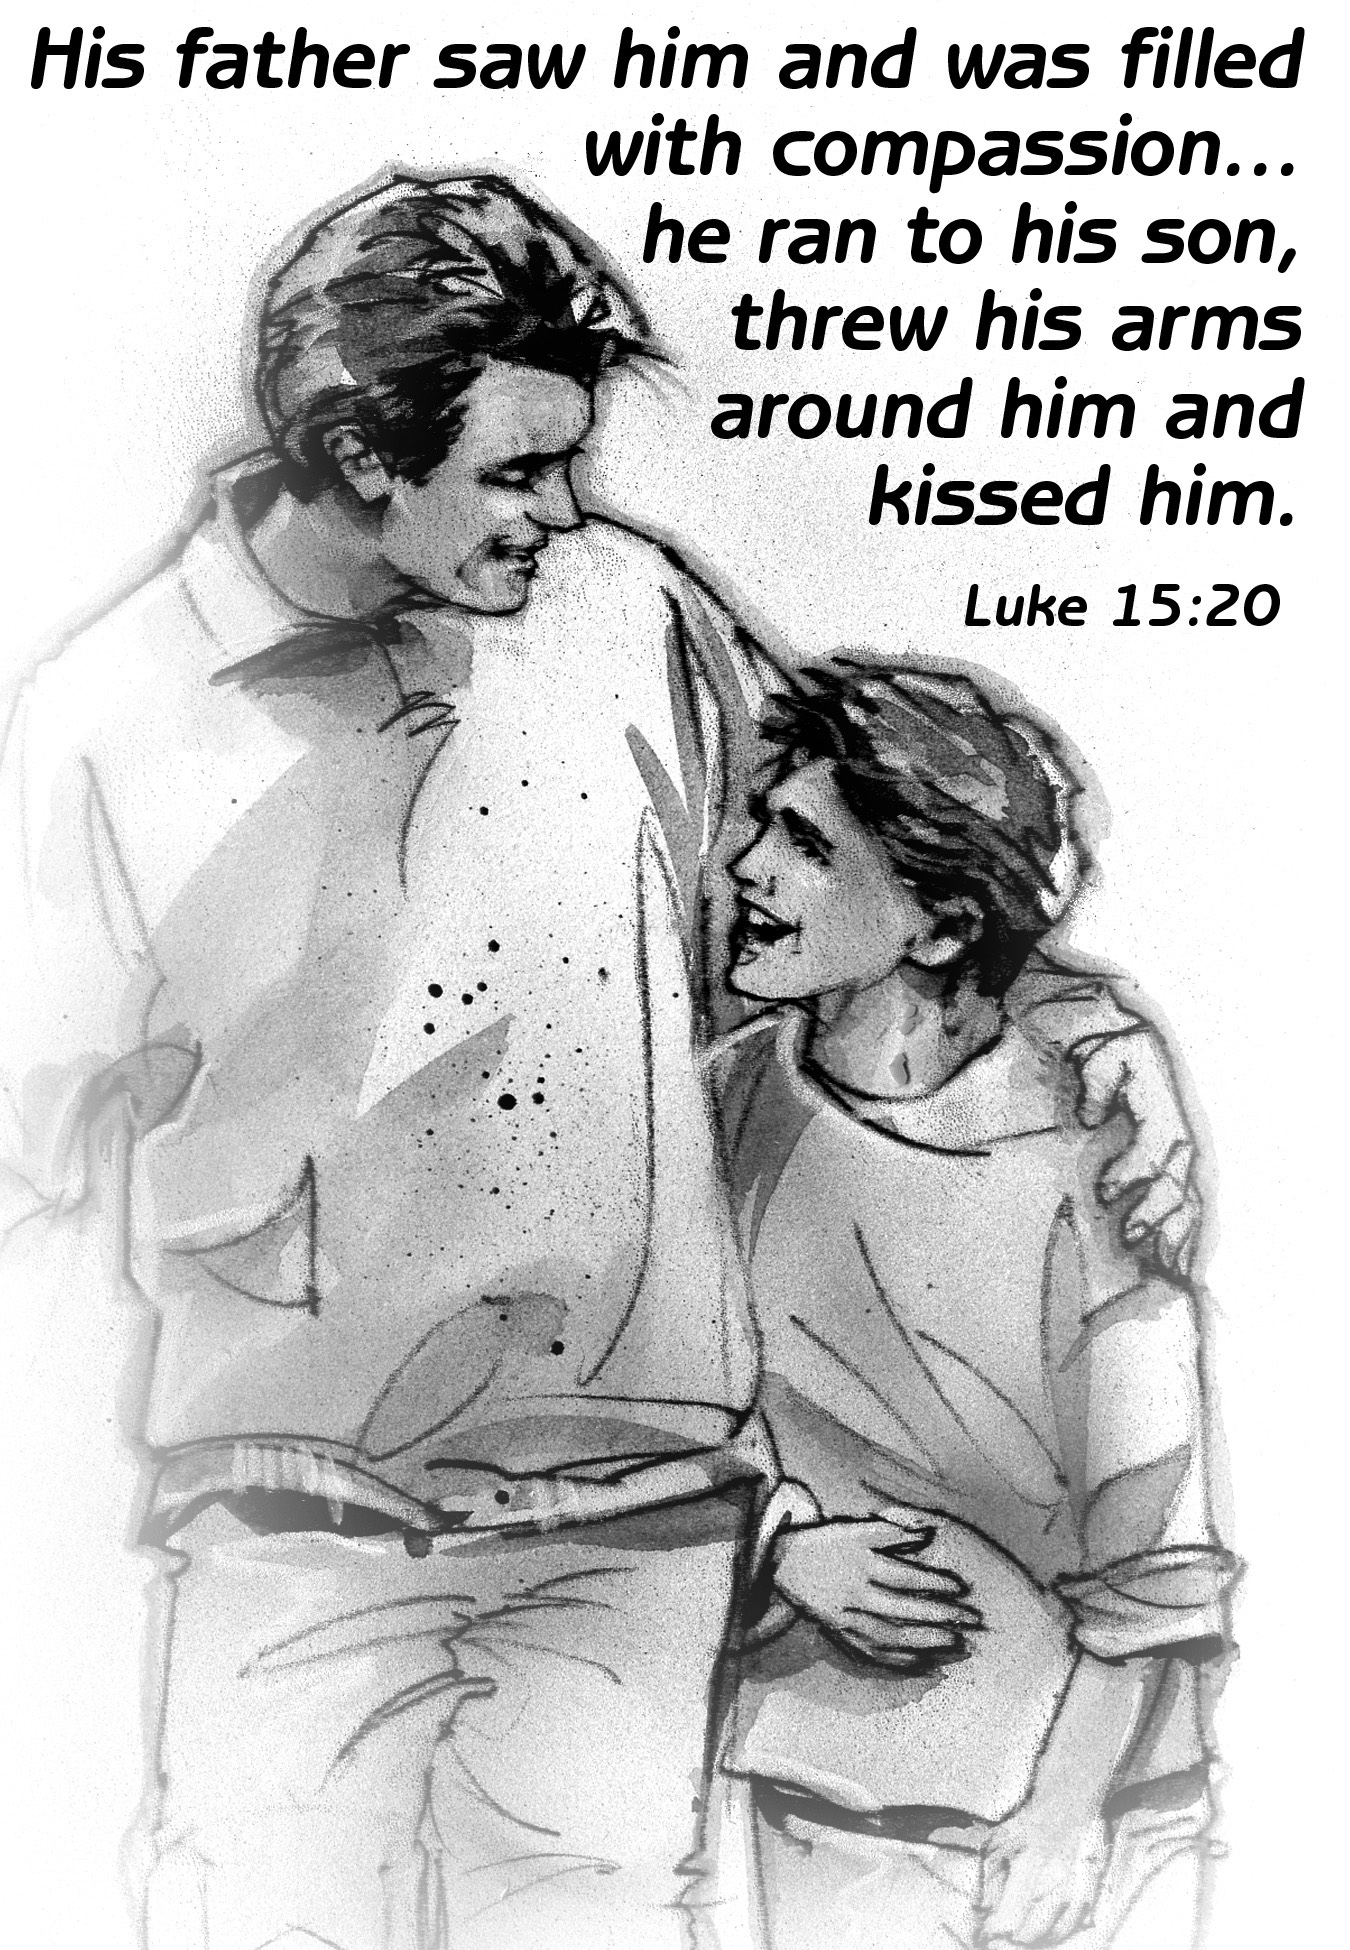 His father saw him and was filled
with compassion...
he ran to his son,
threw his arms
around him and
kissed him.
Luke 15:20